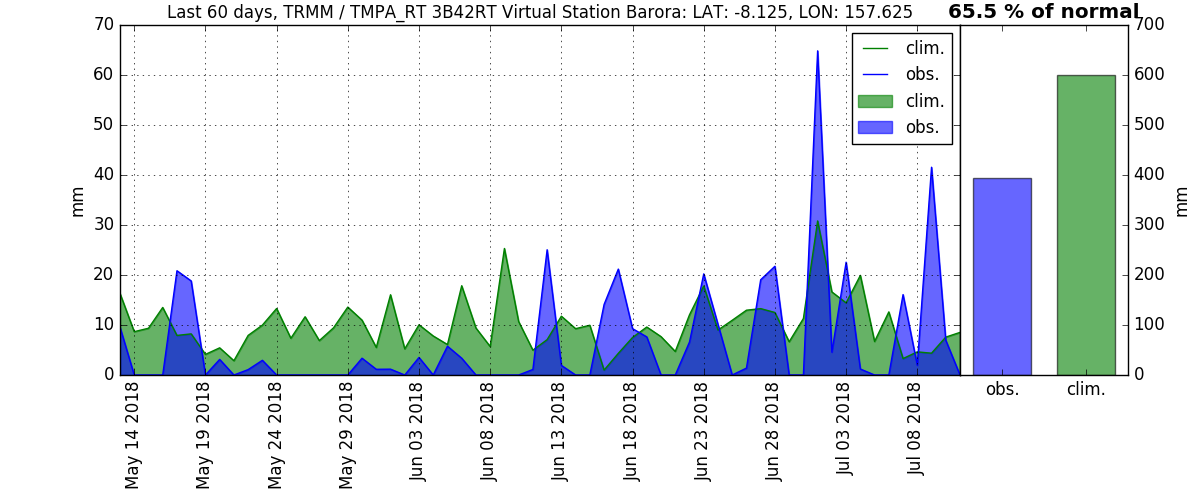 Last 60 days, TRMM / TMPA_RT 3B42RT Virtual Station Barora: LAT: -8.125, LON: 157.625
65.5 % of normal
70
60
50
40
30
20
10
0
mm
clim.
obs.
clim.
obs.
700
600
500
400
300
200
100
0
mm
May 14 2018
May 19 2018
May 24 2018
May 29 2018
Jun 03 2018
Jun 08 2018
Jun 13 2018
Jun 18 2018
Jun 23 2018
Jun 28 2018
Jul 03 2018
Jul 08 2018
obs.
clim.